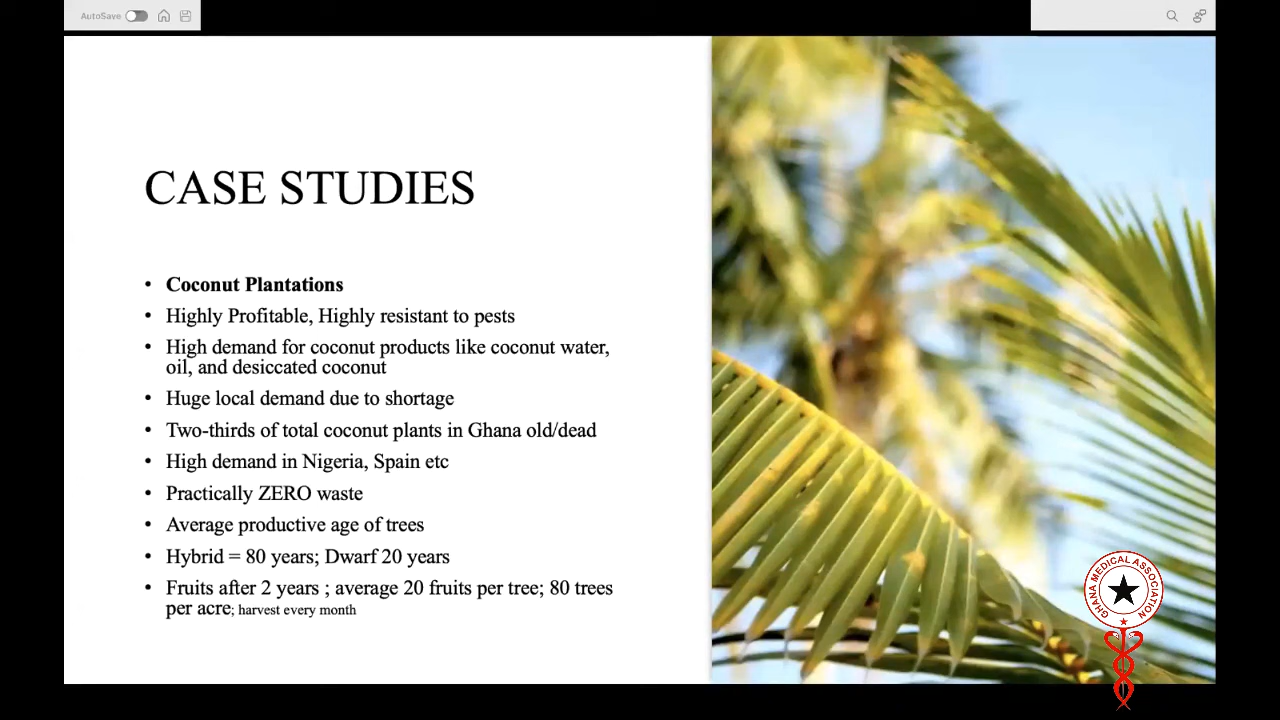 AutoSave
CASE STUDIES
• Coconut Plantations
• Highly Profitable, Highly resistant to pests
• High demand for coconut products like coconut water,
oil, and desiccated coconut
• Huge local demand due to shortage
• Two-thirds of total coconut plants in Ghana old/dead
• High demand in Nigeria, Spain etc
• Practically ZERO waste
• Average productive age of trees
• Hybrid = 80 years; Dwarf 20 years
• Fruits after 2 years ; average 20 fruits per tree; 80 trees
per acre; harvest every month
GHANA MEDICAL ASSOCIATION